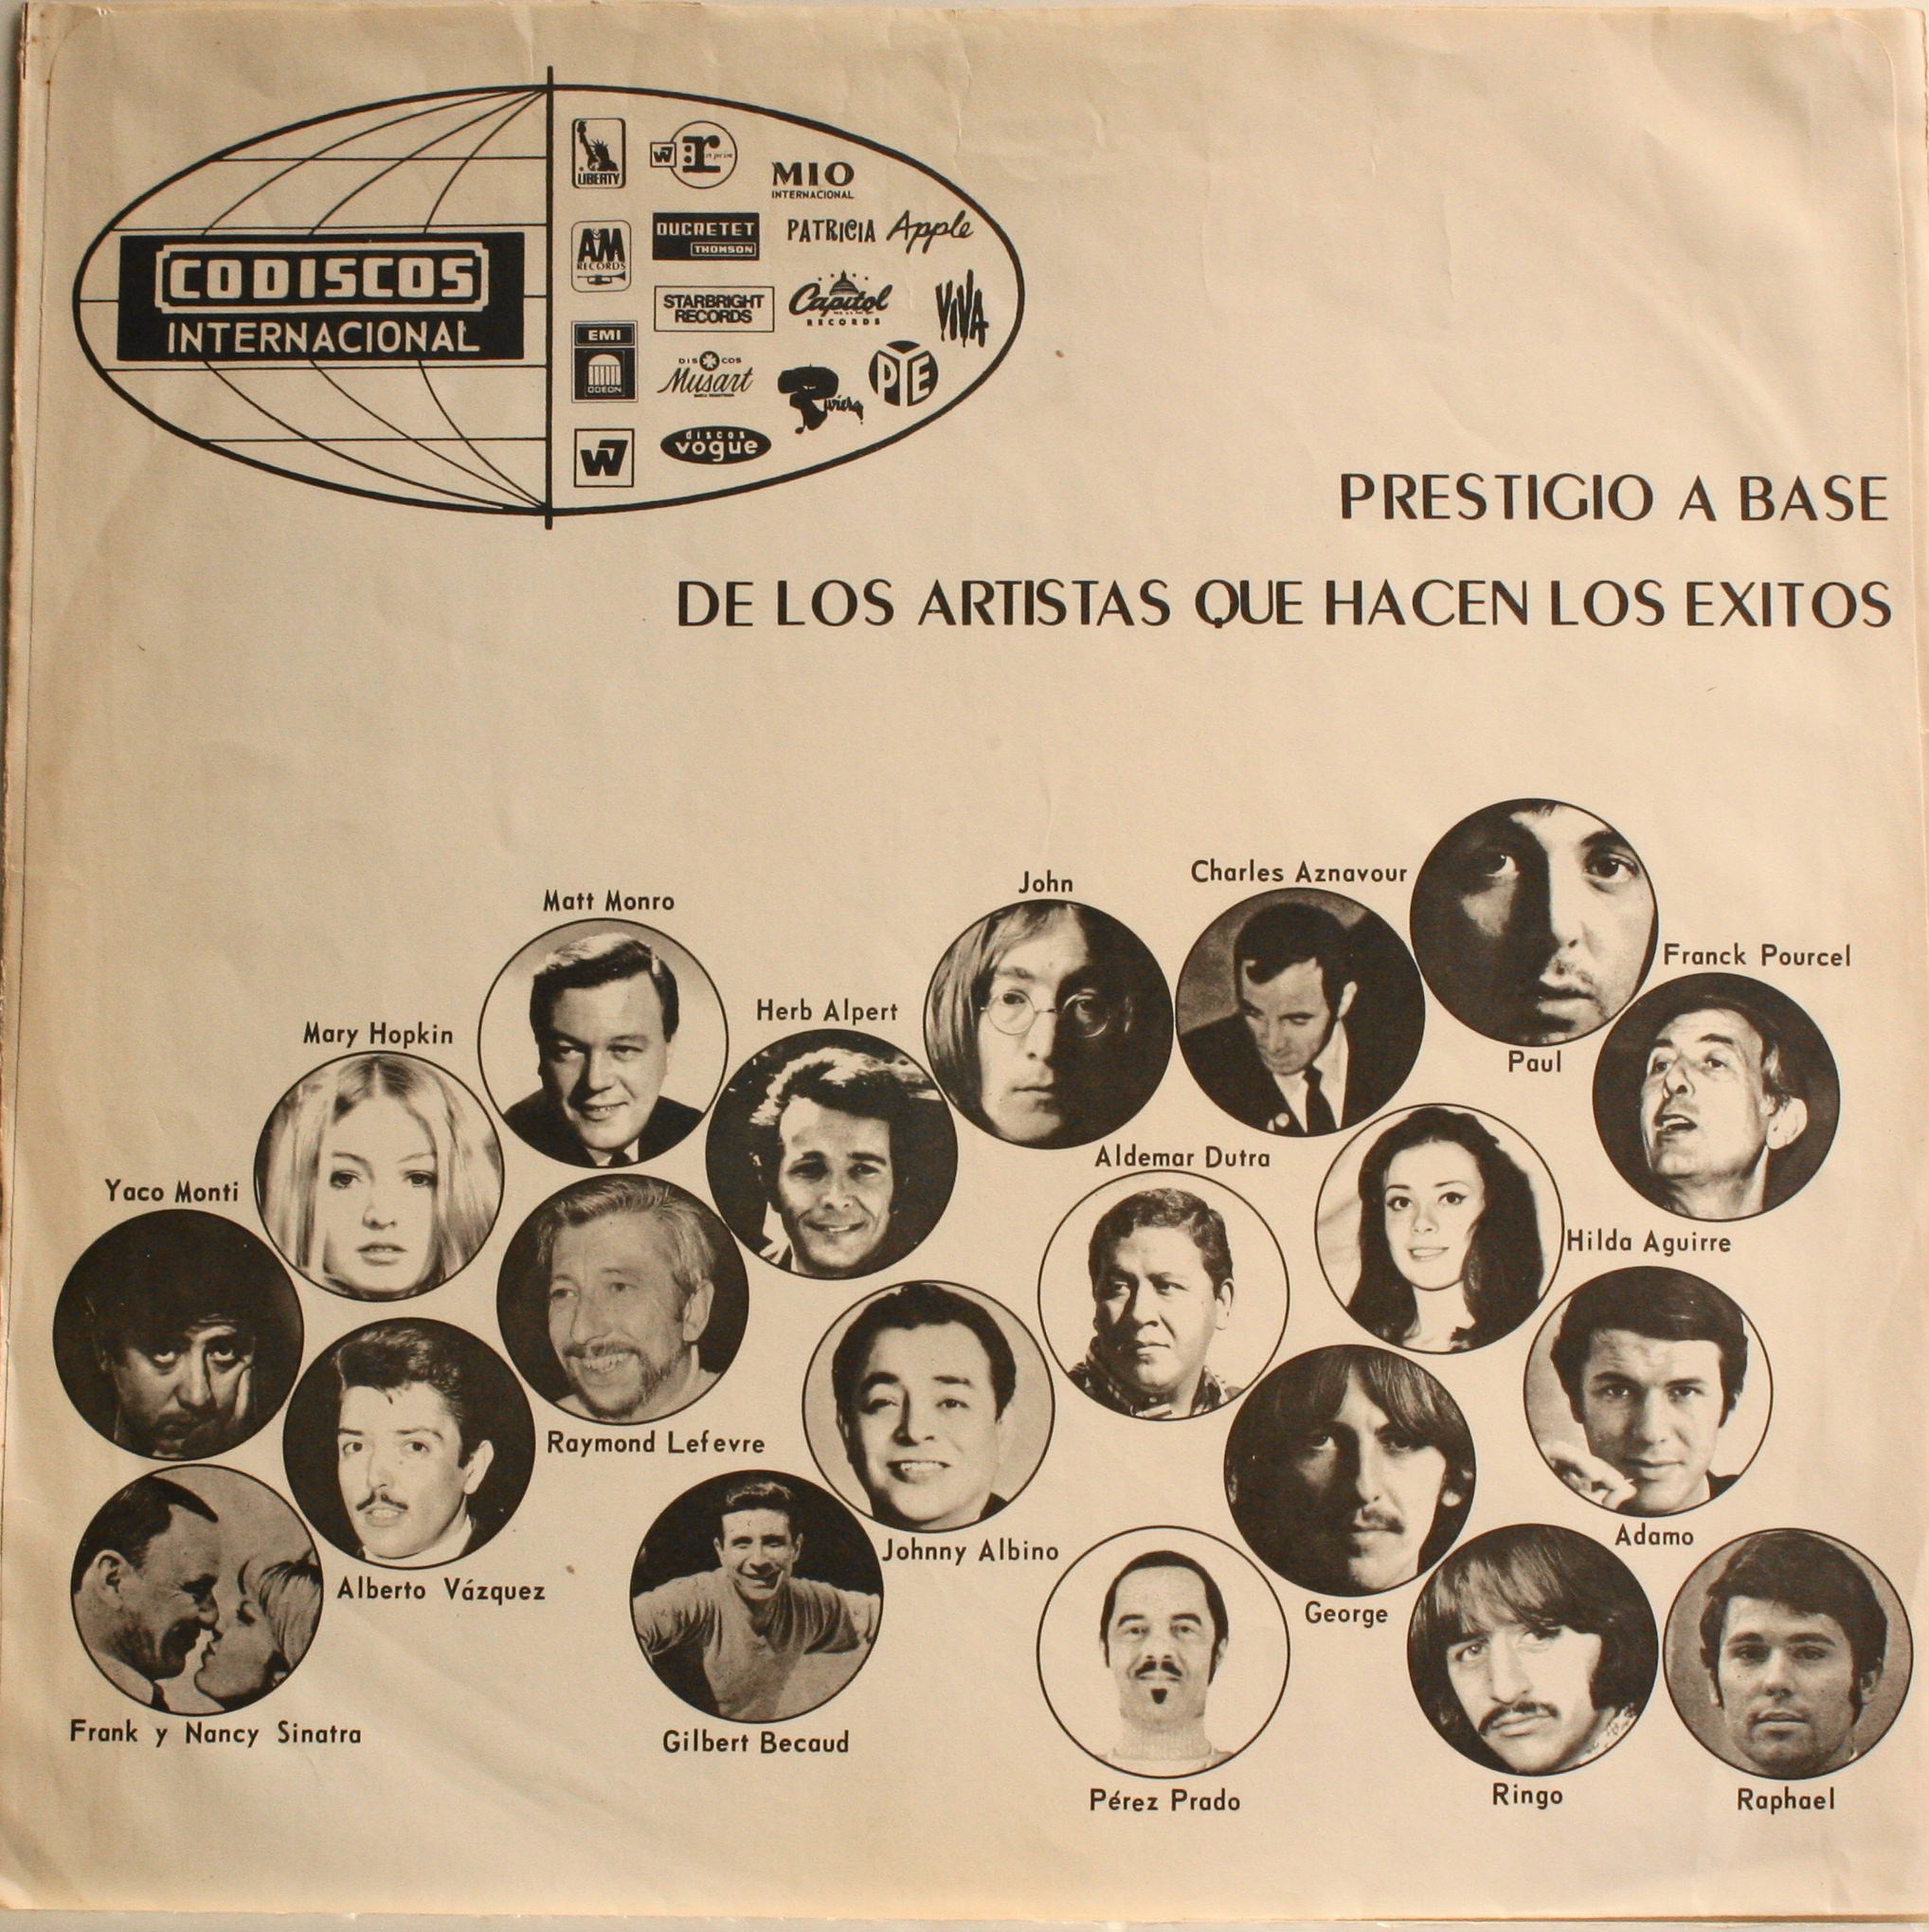 CODISCOS
INTERNACIONAL
LIBERTY
W7 r
MIO
INTERNACIONAL
AM
RECORDS
DUCRETET
THOMSON
PATRICIA
Apple
STARBRIGHT
RECORDS
Capitol
RECORDS
VIVA
EMI
ODEON
DISCOS
Musart
Riviera
PYE
W7
discos
vogue
PRESTIGIO A BASE
DE LOS ARTISTAS QUE HACEN LOS EXITOS
Charles Aznavour
John
Matt Monro
Franck Pourcel
Herb Alpert
Mary Hopkin
Paul
Aldemar Dutra
Yaco Monti
Hilda Aguirre
Raymond Lefevre
Adamo
Johnny Albino
Alberto Vázquez
George
Frank y Nancy Sinatra
Gilbert Becaud
Ringo
Pérez Prado
Raphael